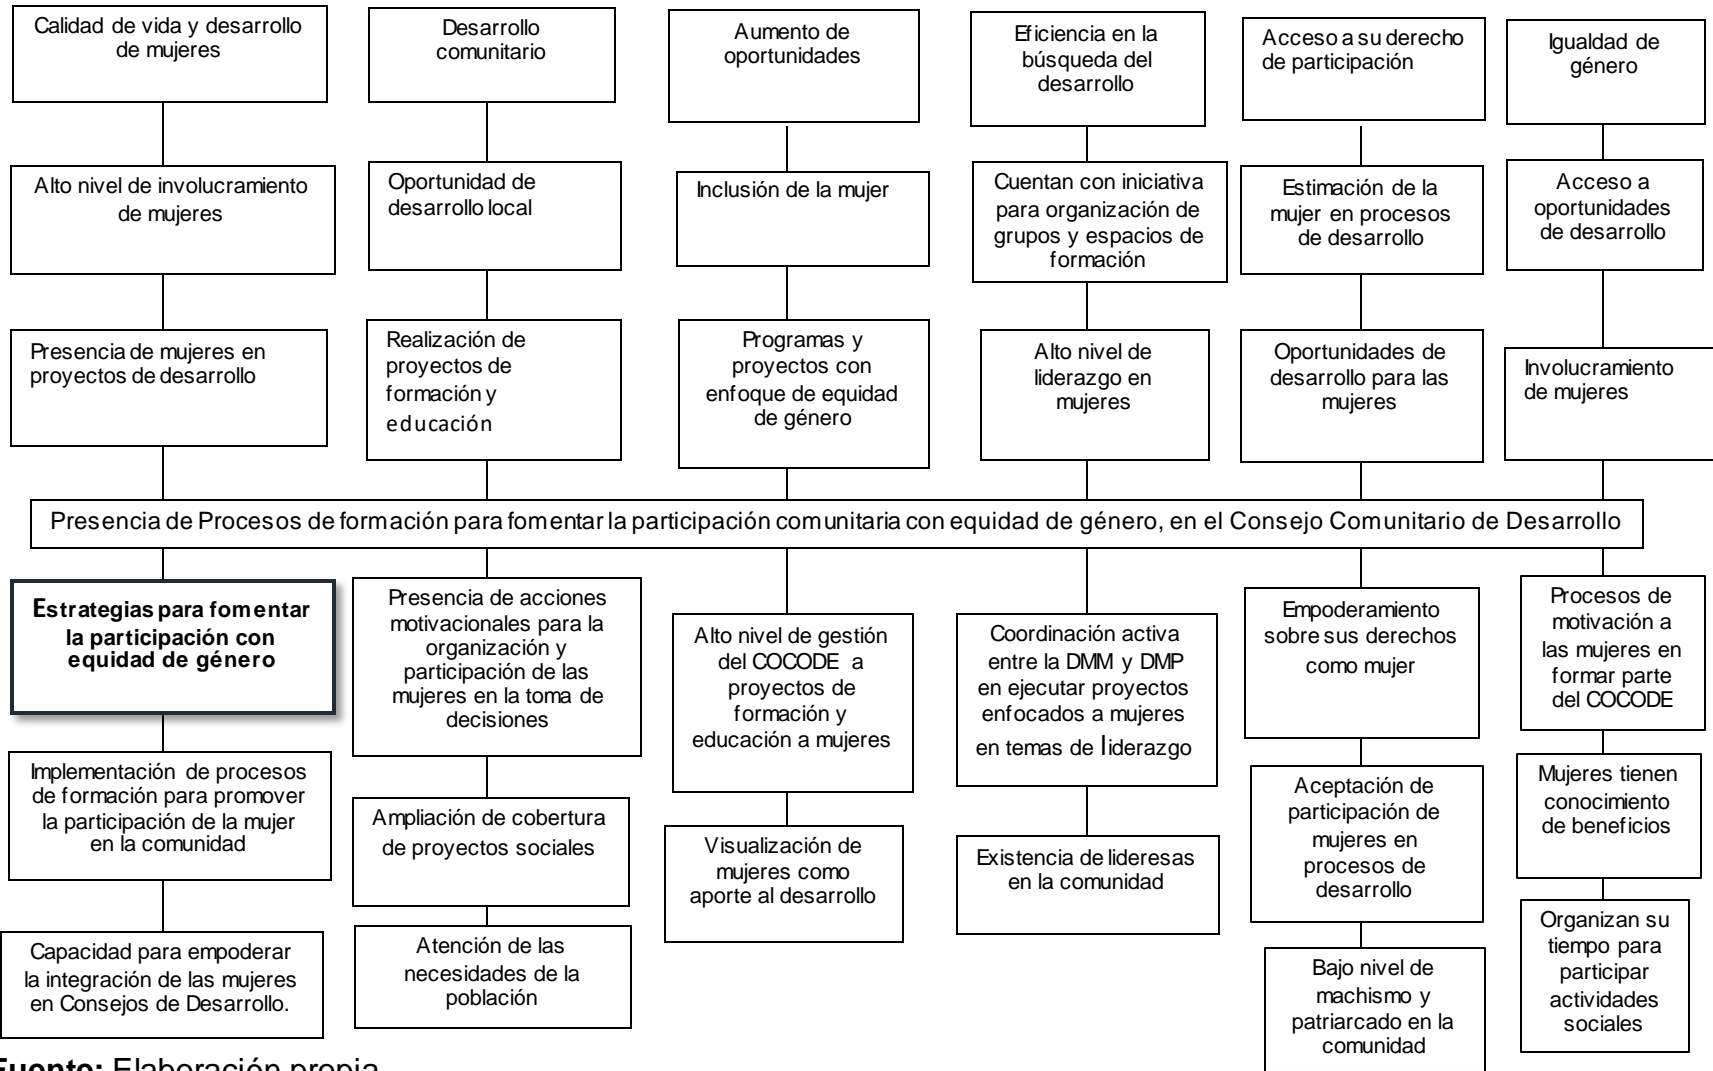 Calidad de vida y desarrollo
de mujeres
Desarrollo
comunitario
Aumento de
oportunidades
Eficiencia en la
búsqueda del
desarrollo
Acceso a su derecho
de participación
Igualdad de
género
Alto nivel de involucramiento
de mujeres
Oportunidad de
desarrollo local
Inclusión de la mujer
Cuentan con iniciativa
para organización de
grupos y espacios de
formación
Estimación de la
mujer en procesos
de desarrollo
Acceso a
oportunidades
de desarrollo
Presencia de mujeres en
proyectos de desarrollo
Realización de
proyectos de
formación y
educación
Programas y
proyectos con
enfoque de equidad
de género
Alto nivel de
liderazgo en
mujeres
Oportunidades de
desarrollo para las
mujeres
Involucramiento
de mujeres
Presencia de Procesos de formación para fomentar la participación comunitaria con equidad de género, en el Consejo Comunitario de Desarrollo
Estrategias para fomentar
la participación con
equidad de género
Presencia de acciones
motivacionales para la
organización y
participación de las
mujeres en la toma de
decisiones
Alto nivel de gestión
del COCODE a
proyectos de
formación y
educación a mujeres
Coordinación activa
entre la DMM y DMP
en ejecutar proyectos
enfocados a mujeres
en temas de liderazgo
Empoderamiento
sobre sus derechos
como mujer
Procesos de
motivación a
las mujeres en
formar parte
del COCODE
Implementación de procesos
de formación para promover
la participación de la mujer
en la comunidad
Ampliación de cobertura
de proyectos sociales
Visualización de
mujeres como
aporte al desarrollo
Existencia de lideresas
en la comunidad
Aceptación de
participación de
mujeres en
procesos de
desarrollo
Mujeres tienen
conocimiento
de beneficios
Capacidad para empoderar
la integración de las mujeres
en Consejos de Desarrollo.
Atención de las
necesidades de la
población
Bajo nivel de
machismo y
patriarcado en la
comunidad
Organizan su
tiempo para
participar
actividades
sociales
Fuente: Elaboración propia